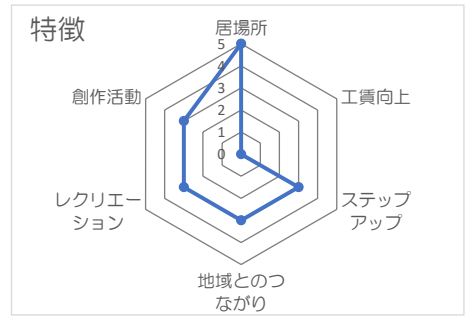 特徴
居場所
5
4
3
2
1
0
工賃向上
ステップ
アップ
地域とのつ
ながり
レクリエー
ション
創作活動